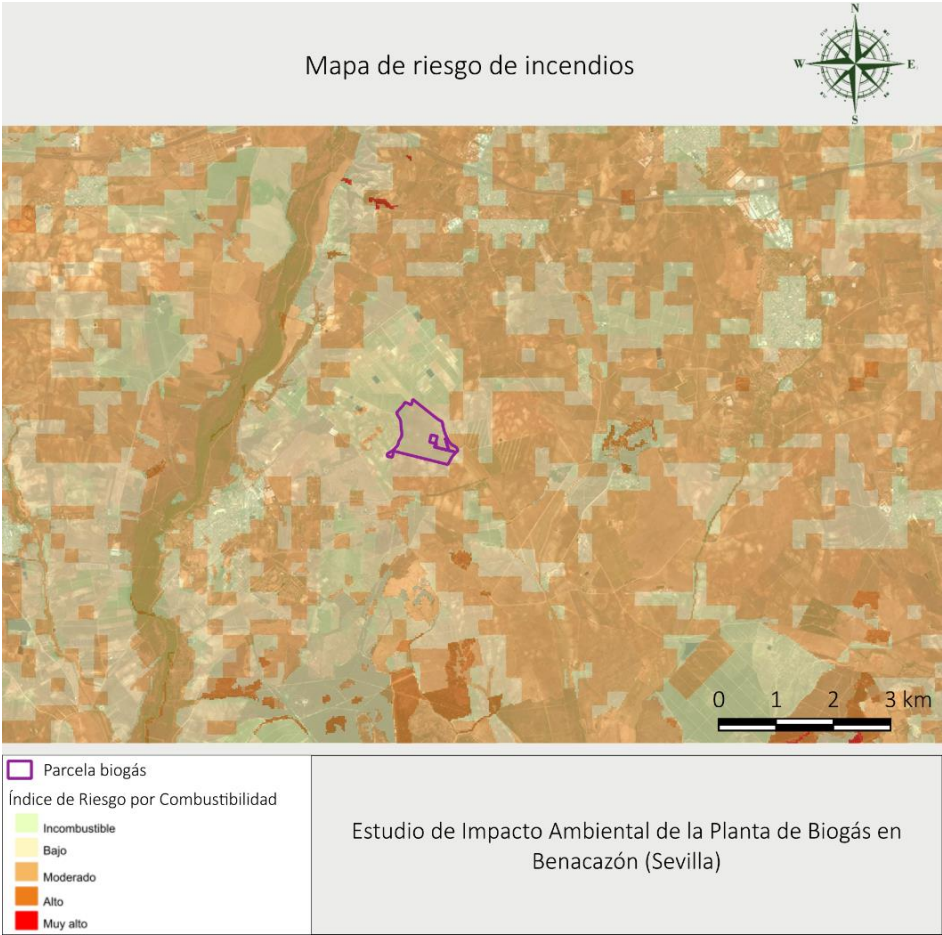 Mapa de riesgo de incendios
N
W
E
S
0 1 2 3 km
Parcela biogás
Índice de Riesgo por Combustibilidad
Incombustible
Bajo
Moderado
Alto
Muy alto
Estudio de Impacto Ambiental de la Planta de Biogás en
Benacazón (Sevilla)